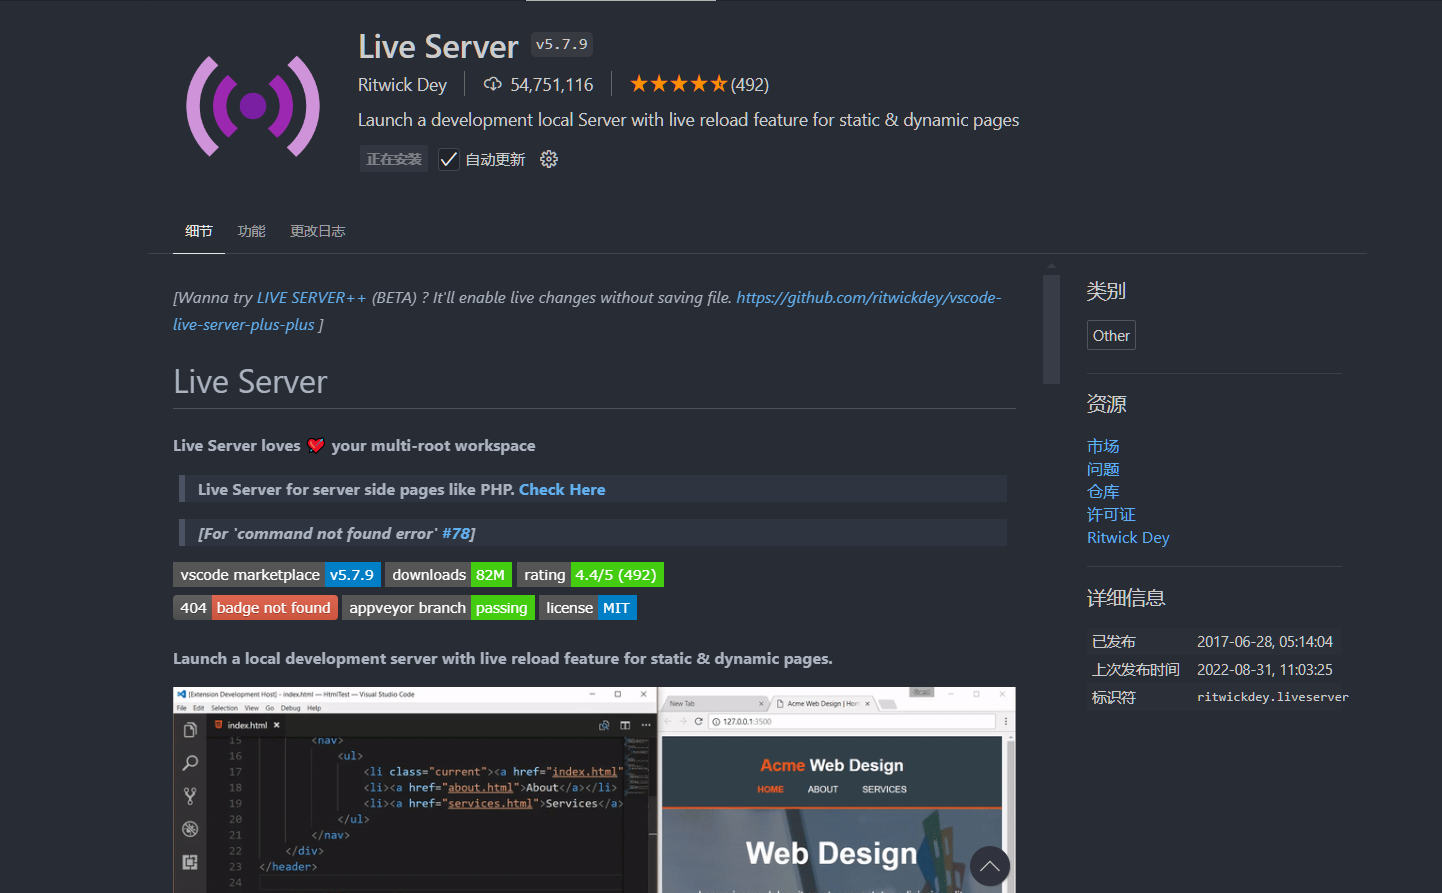 Live Server v5.7.9
Ritwick Dey 54,751,116 (492)
Launch a development local Server with live reload feature for static & dynamic pages
正在安装 自动更新
细节 功能 更改日志
[Wanna try LIVE SERVER++ (BETA) ? It'll enable live changes without saving file. https://github.com/ritwickdey/vscode-
live-server-plus-plus ]
Live Server
Live Server loves your multi-root workspace
Live Server for server side pages like PHP. Check Here
[For `command not found error' #78]
vscode marketplace v5.7.9 downloads 82M rating 4.4/5 (492)
404 badge not found appveyor branch passing license MIT
Launch a local development server with live reload feature for static & dynamic pages.
[Extension Development Host] - index.html — HtmlTest — Visual Studio Code
File Edit Selection View Go Debug Help
index.html
15 <nav>
16 <ul>
17 <li class="current"><a href="index.html"
18 <li><a href="about.html">About</a></li>
19 <li><a href="services.html">Services</a>
20 </ul>
21 </nav>
22 </div>
23 </header>
24
New Tab Acme Web Design | Hom
127.0.0.1:3500
Acme Web Design
HOME ABOUT SERVICES
Web Design
类别
Other
资源
市场
问题
仓库
许可证
Ritwick Dey
详细信息
已发布 2017-06-28, 05:14:04
上次发布时间 2022-08-31, 11:03:25
标识符 ritwickdey.liveserver